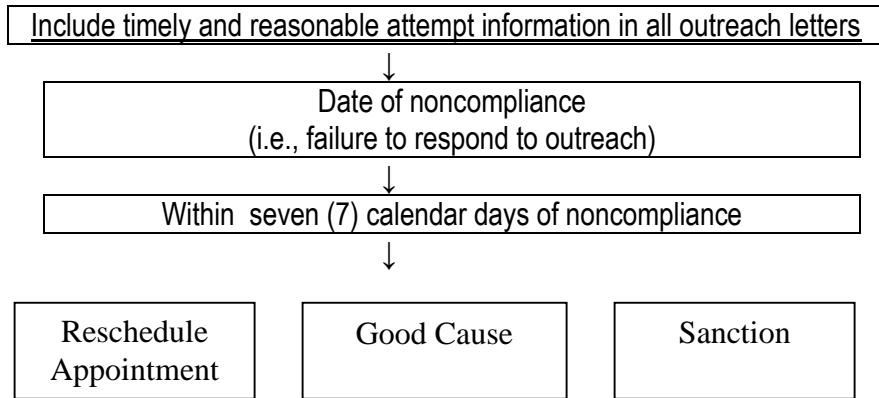 Include timely and reasonable attempt information in all outreach letters
↓
Date of noncompliance
(i.e., failure to respond to outreach)
↓
Within seven (7) calendar days of noncompliance
↓
Reschedule
Appointment
Good Cause
Sanction